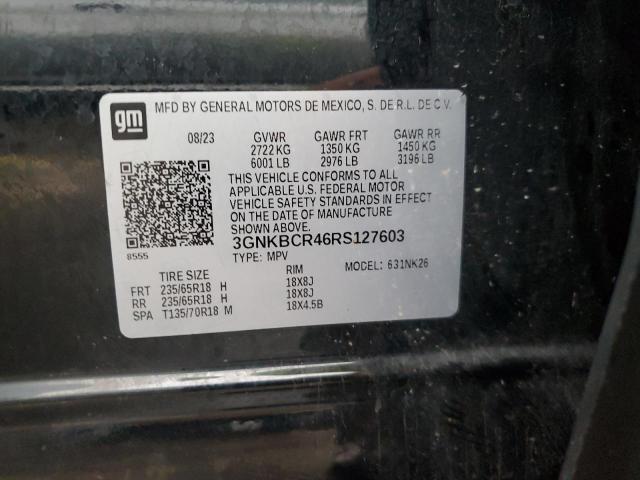 gm
MFD BY GENERAL MOTORS DE MEXICO, S. DE R.L. DE C.V.
08/23 GVWR GAWR FRT GAWR RR
2722 KG 1350 KG 1450 KG
6001 LB 2976 LB 3196 LB
THIS VEHICLE CONFORMS TO ALL
APPLICABLE U.S. FEDERAL MOTOR
VEHICLE SAFETY STANDARDS IN EFFECT
ON THE DATE OF MANUFACTURE
SHOWN ABOVE.
3GNKBCR46RS127603
8555 TYPE: MPV MODEL: 631NK26
TIRE SIZE RIM
FRT 235/65R18 H 18X8J
RR 235/65R18 H 18X8J
SPA T135/70R18 M 18X4.5B